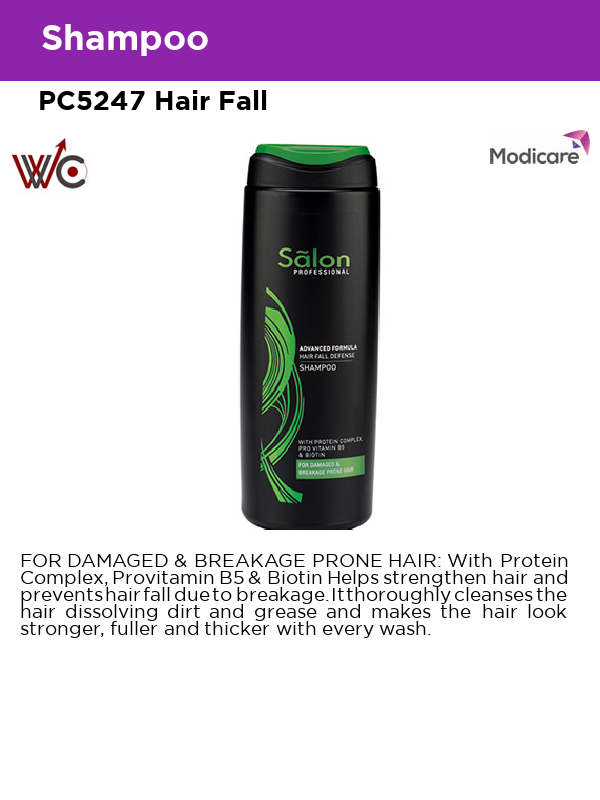 Shampoo
PC5247 Hair Fall
WC
Modicare
Sãlon
PROFESSIONAL
ADVANCED FORMULA
HAIR FALL DEFENSE
SHAMPOO
WITH PROTEIN COMPLEX,
PRO VITAMIN B5
& BIOTIN
FOR DAMAGED &
BREAKAGE PRONE HAIR
FOR DAMAGED & BREAKAGE PRONE HAIR: With Protein
Complex, Provitamin B5 & Biotin Helps strengthen hair and
prevents hair fall due to breakage. It thoroughly cleanses the
hair dissolving dirt and grease and makes the hair look
stronger, fuller and thicker with every wash.